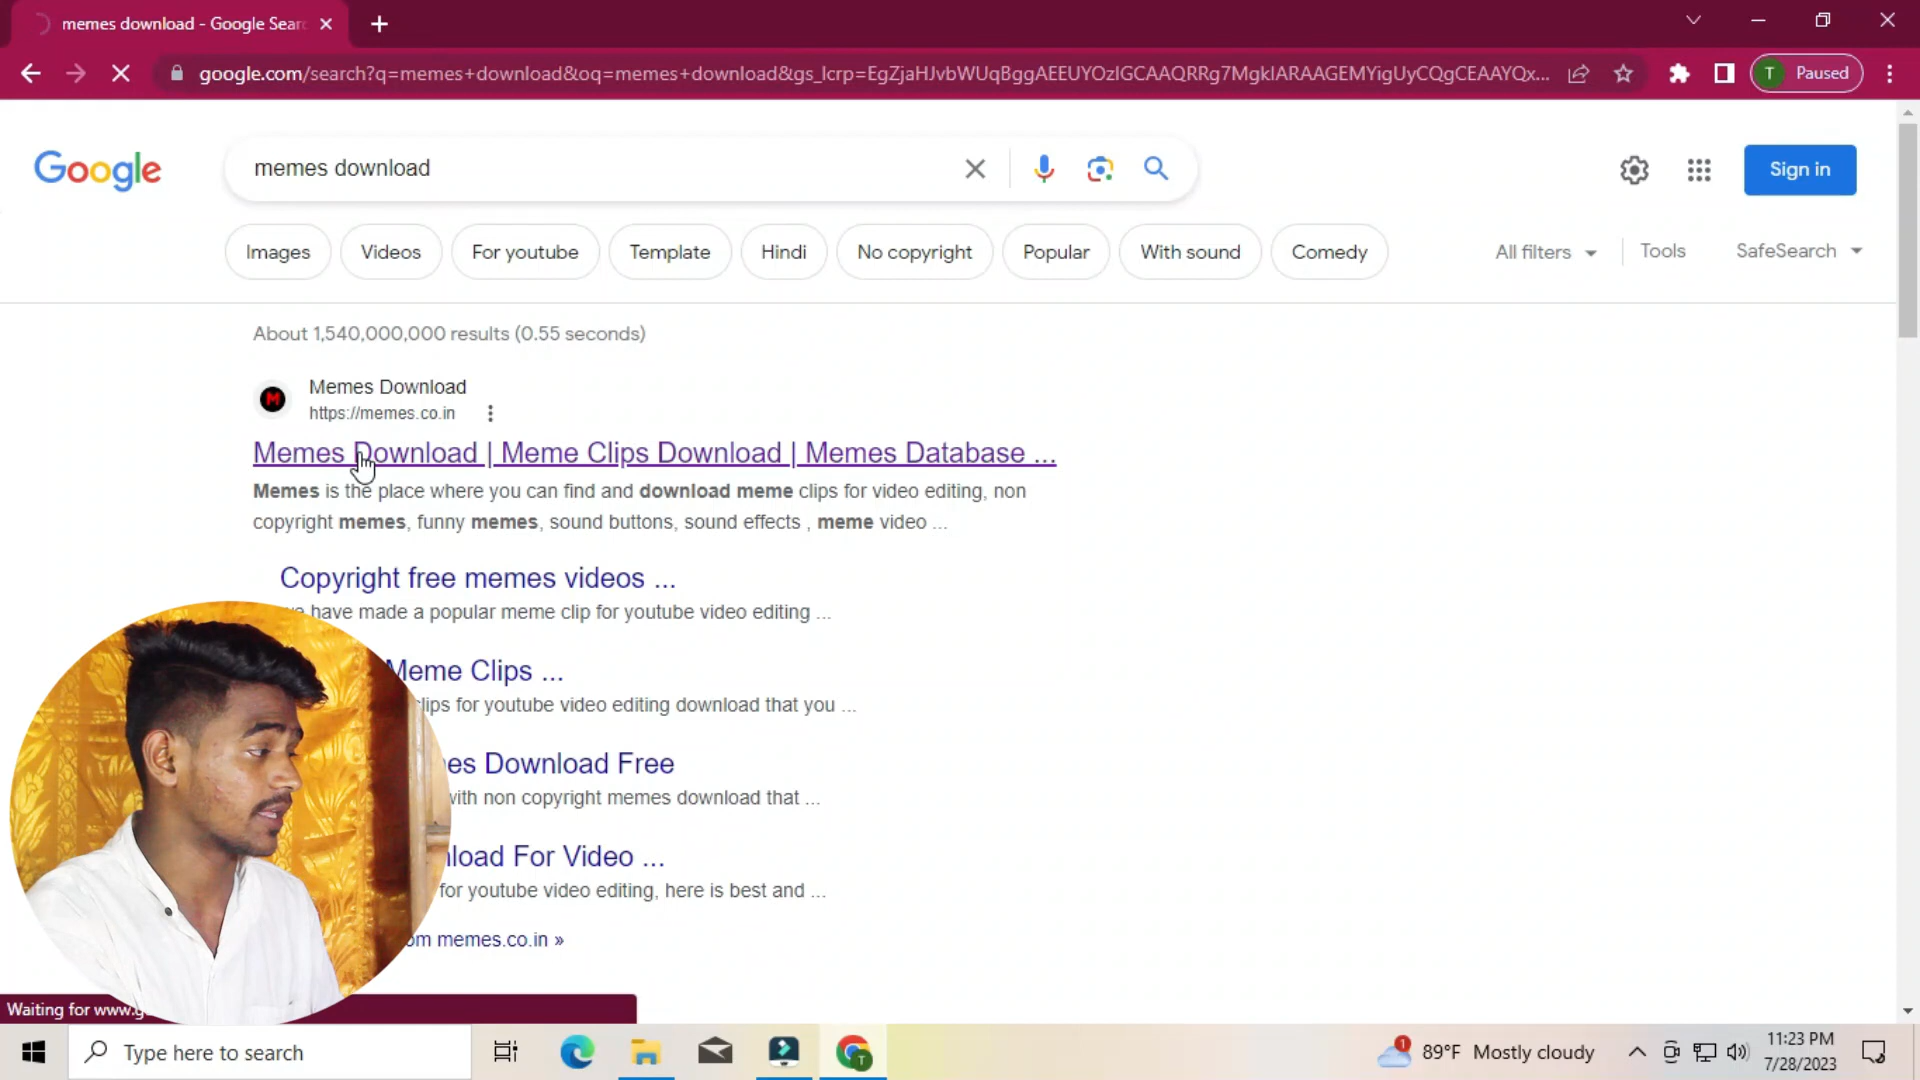 memes download - Google Sear
google.com/search?q=memes+download&oq=memes+download&gs_lcrp=EgZjaHJvbWUqBggAEEUYOzIGCAAQRRg7MgkIARAAGEMYigUyCQgCEAAYQx...
T Paused
Google
memes download
Sign in
Images
Videos
For youtube
Template
Hindi
No copyright
Popular
With sound
Comedy
All filters
Tools
SafeSearch
About 1,540,000,000 results (0.55 seconds)
M
Memes Download
https://memes.co.in
Memes Download | Meme Clips Download | Memes Database ...
Memes is the place where you can find and download meme clips for video editing, non
copyright memes, funny memes, sound buttons, sound effects , meme video ...
Copyright free memes videos ...
have made a popular meme clip for youtube video editing ...
Meme Clips ...
for youtube video editing download that you ...
Download Free
with non copyright memes download that ...
For Video ...
for youtube video editing, here is best and ...
memes.co.in »
Waiting for
Type here to search
T
1
89°F Mostly cloudy
11:23 PM
7/28/2023